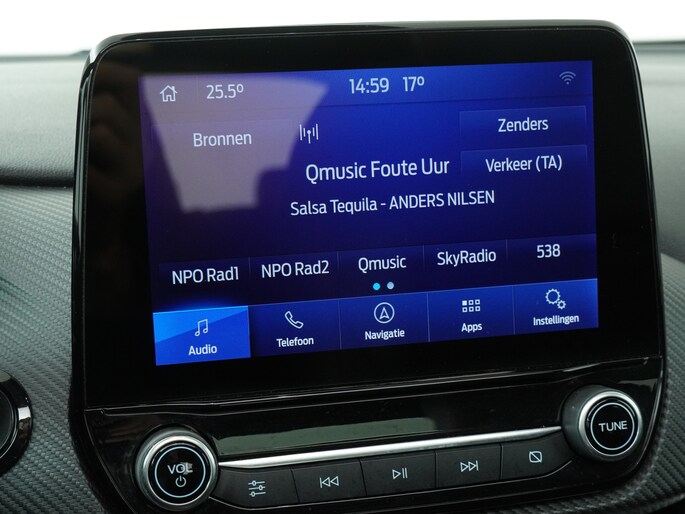 25.5° 14:59 17°
Bronnen Zenders
Qmusic Foute Uur Verkeer (TA)
Salsa Tequila - ANDERS NILSEN
NPO Rad1 NPO Rad2 Qmusic SkyRadio 538
Audio Telefoon Navigatie Apps Instellingen
VOL TUNE